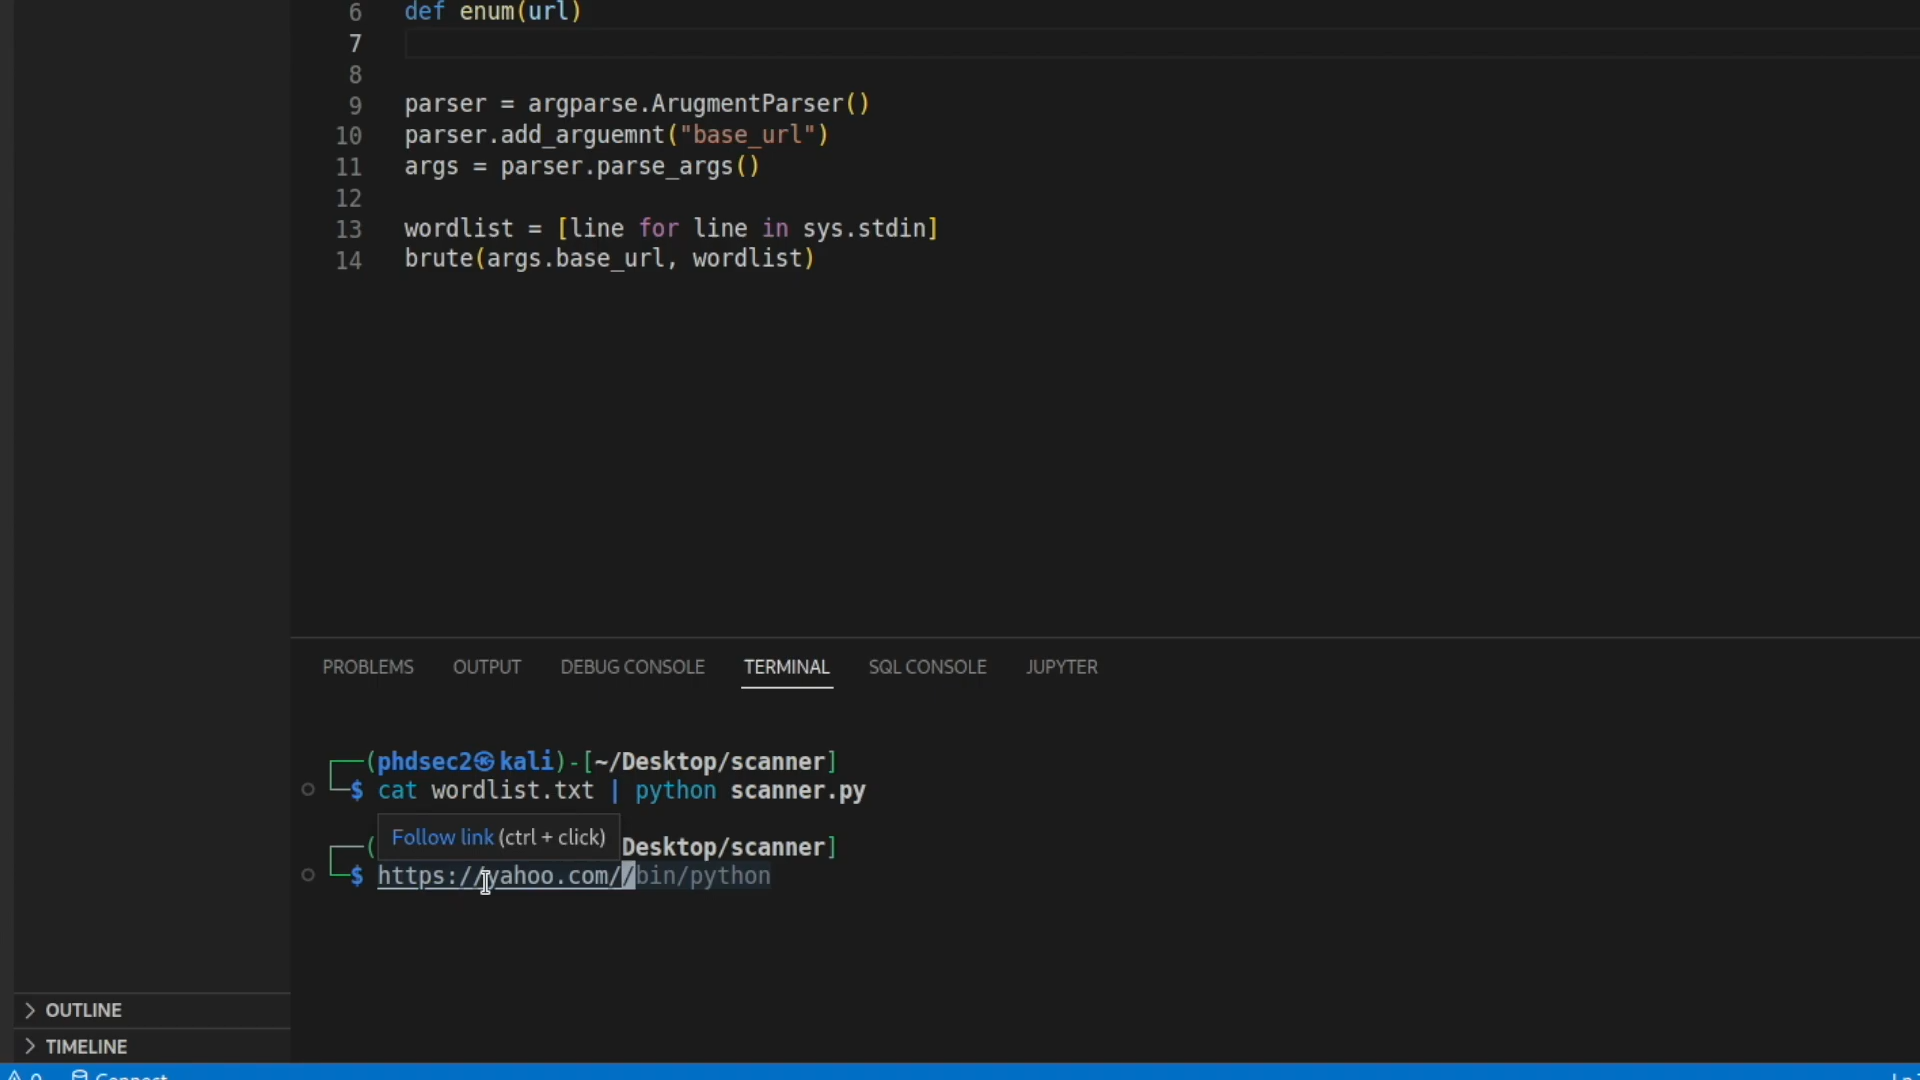 6 def enum(url)
7
8
9 parser = argparse.ArugmentParser()
10 parser.add_arguemnt("base_url")
11 args = parser.parse_args()
12
13 wordlist = [line for line in sys.stdin]
14 brute(args.base_url, wordlist)
PROBLEMS OUTPUT DEBUG CONSOLE TERMINAL SQL CONSOLE JUPYTER
(phdsec2㉿kali)-[~/Desktop/scanner]
$ cat wordlist.txt | python scanner.py
Follow link (ctrl + click)
( Desktop/scanner]
$ https://yahoo.com//bin/python
OUTLINE
TIMELINE
0 Connect Ln